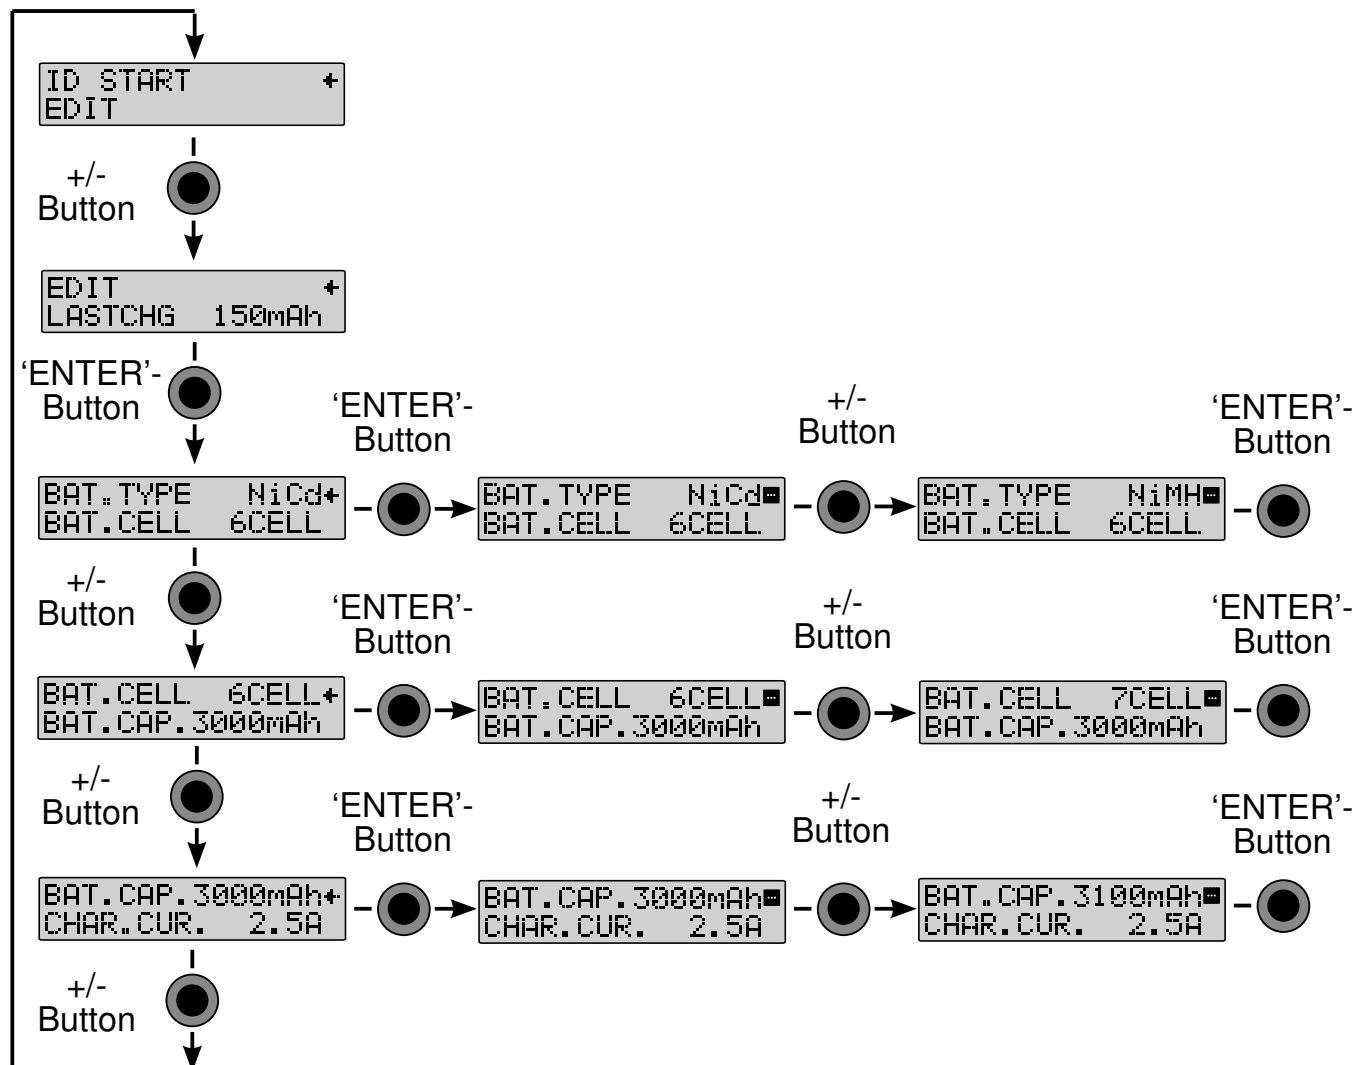 ID START
EDIT
+/-
Button
EDIT
LASTCHG 150mAh
‘ENTER’-
Button
‘ENTER’-
Button
+/-
Button
‘ENTER’-
Button
BAT.TYPE NiCd
BAT.CELL 6CELL
BAT.TYPE NiCd
BAT.CELL 6CELL
BAT.TYPE NiMH
BAT.CELL 6CELL
+/-
Button
‘ENTER’-
Button
+/-
Button
‘ENTER’-
Button
BAT.CELL 6CELL
BAT.CAP.3000mAh
BAT.CELL 6CELL
BAT.CAP.3000mAh
BAT.CELL 7CELL
BAT.CAP.3000mAh
+/-
Button
‘ENTER’-
Button
+/-
Button
‘ENTER’-
Button
BAT.CAP.3000mAh
CHAR.CUR. 2.5A
BAT.CAP.3000mAh
CHAR.CUR. 2.5A
BAT.CAP.3100mAh
CHAR.CUR. 2.5A
+/-
Button